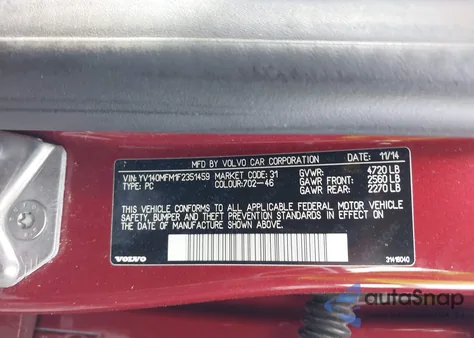 MFD BY VOLVO CAR CORPORATION DATE: 11/14
VIN: YV140MFM1F2351459 MARKET CODE: 31 GVWR: 4720 LB
TYPE: PC COLOUR: 702-46 GAWR FRONT: 2560 LB
GAWR REAR: 2270 LB
THIS VEHICLE CONFORMS TO ALL APPLICABLE FEDERAL MOTOR VEHICLE
SAFETY, BUMPER AND THEFT PREVENTION STANDARDS IN EFFECT ON THE
DATE OF MANUFACTURE SHOWN ABOVE.
VOLVO 31418040
autoSnap